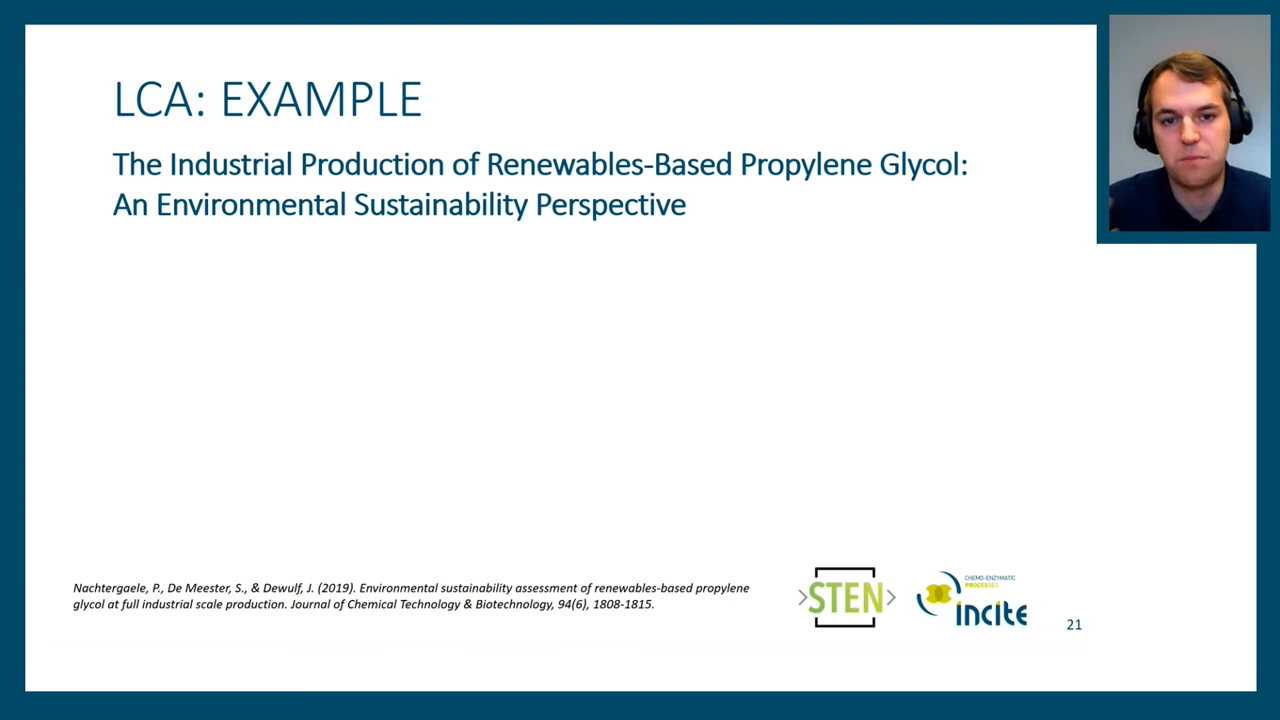 LCA: EXAMPLE
The Industrial Production of Renewables-Based Propylene Glycol:
An Environmental Sustainability Perspective
Nachtergaele, P., De Meester, S., & Dewulf, J. (2019). Environmental sustainability assessment of renewables-based propylene
glycol at full industrial scale production. Journal of Chemical Technology & Biotechnology, 94(6), 1808-1815.
STEN
CHEMO-ENZYMATIC
PROCESSES
incite
21